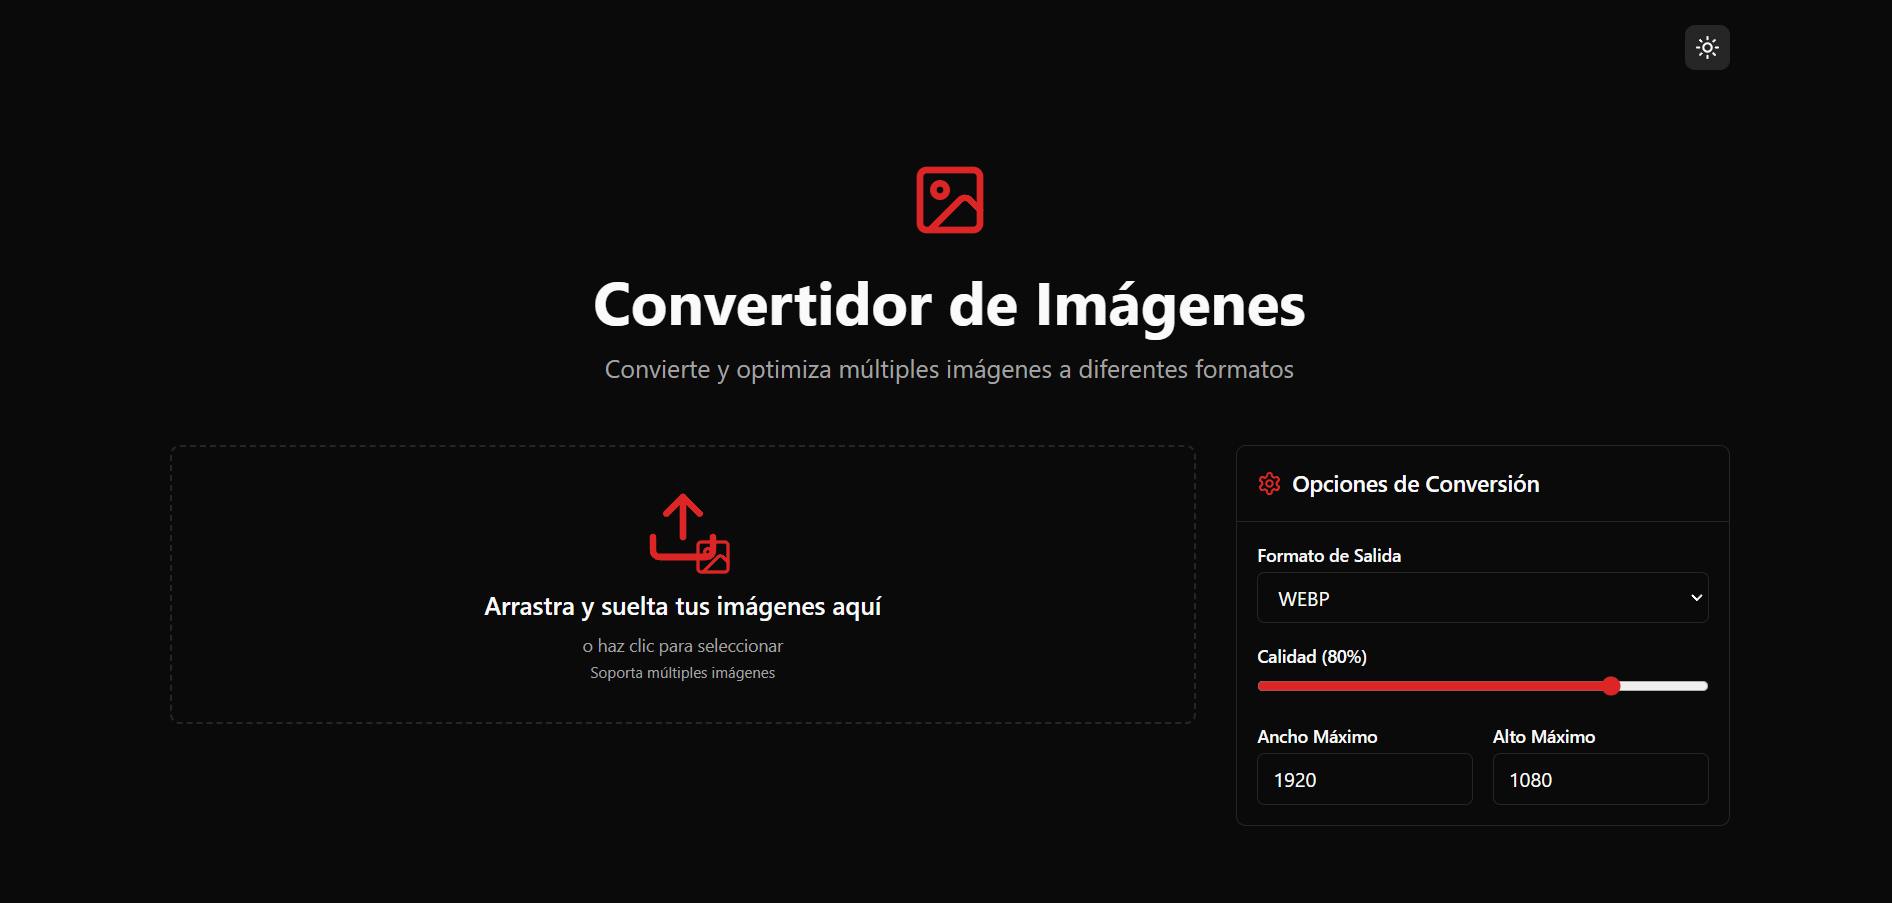 Convertidor de Imágenes
Convierte y optimiza múltiples imágenes a diferentes formatos
Arrastra y suelta tus imágenes aquí
o haz clic para seleccionar
Soporta múltiples imágenes
Opciones de Conversión
Formato de Salida
WEBP
Calidad (80%)
Ancho Máximo
Alto Máximo
1920
1080